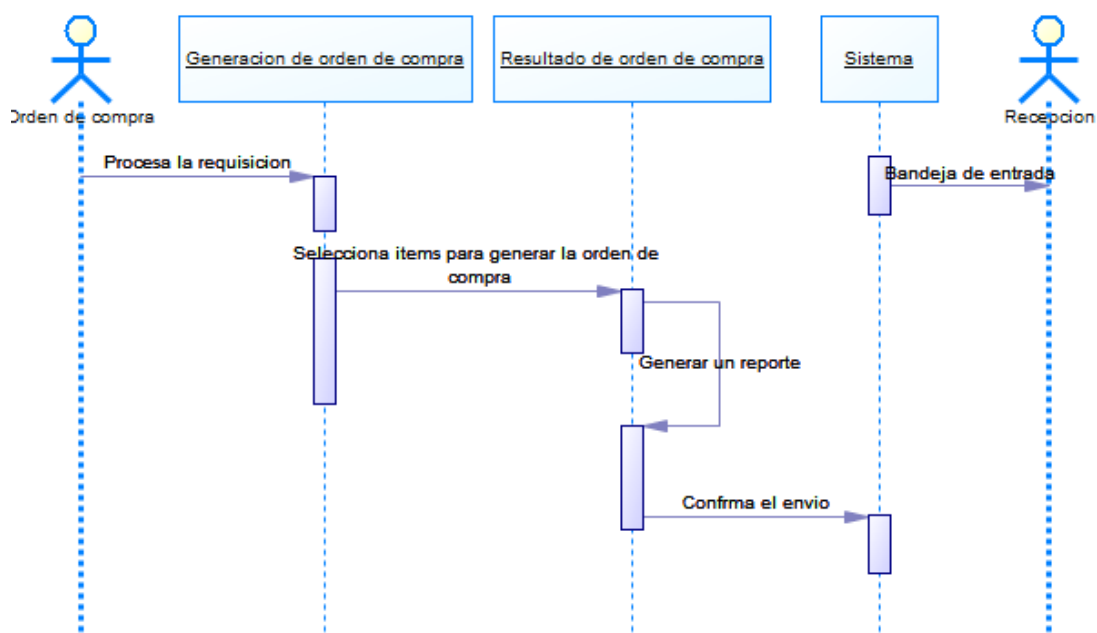 Generacion de orden de compra
Resultado de orden de compra
Sistema
Orden de compra
Recepcion
Procesa la requisicion
Bandeja de entrada
Selecciona items para generar la orden de
compra
Generar un reporte
Confrma el envio